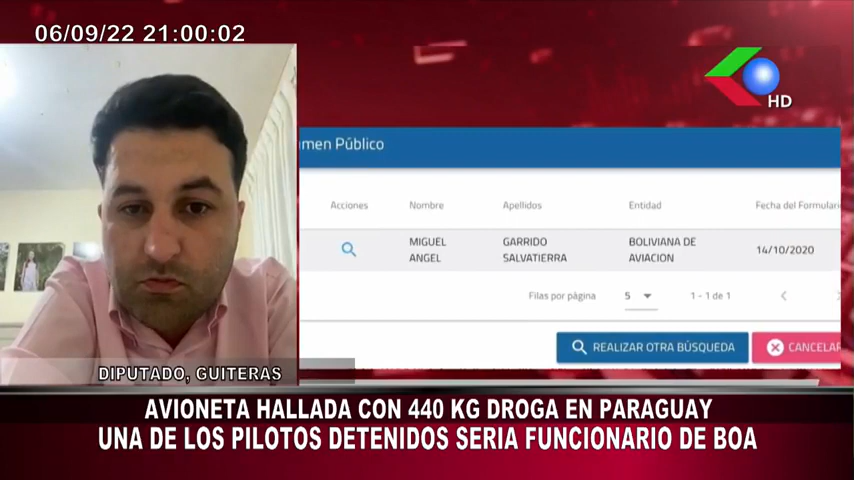 06/09/22 21:00:02
HD
men Público
Acciones Nombre Apellidos Entidad Fecha del Formulario
MIGUEL ANGEL GARRIDO SALVATIERRA BOLIVIANA DE AVIACION 14/10/2020
Filas por página 5 1 - 1 de 1
REALIZAR OTRA BÚSQUEDA CANCELAR
DIPUTADO, GUITERAS
AVIONETA HALLADA CON 440 KG DROGA EN PARAGUAY
UNA DE LOS PILOTOS DETENIDOS SERIA FUNCIONARIO DE BOA